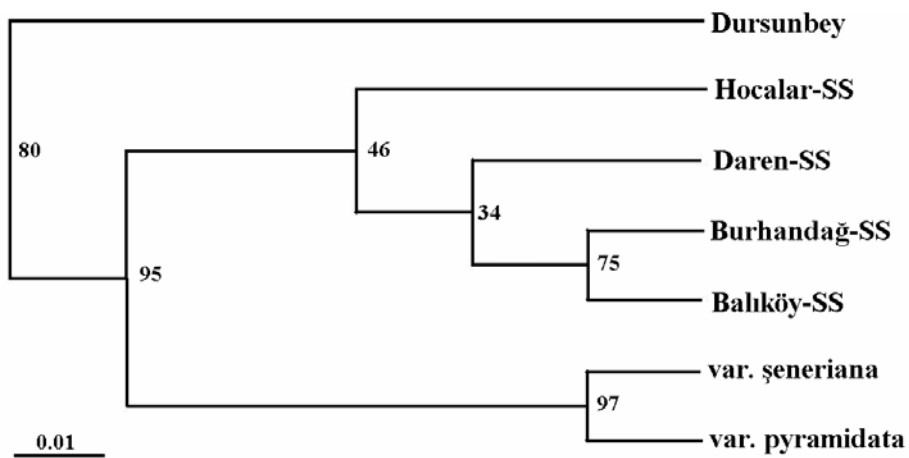 Dursunbey
Hocalar-SS
80
46
Daren-SS
34
Burhandağ-SS
75
95
Balıköy-SS
var. şeneriana
97
0.01
var. pyramidata